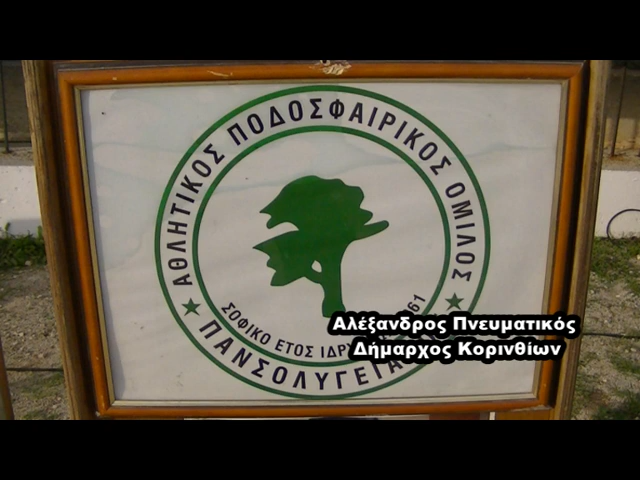 ΑΘΛΗΤΙΚΟΣ ΠΟΔΟΣΦΑΙΡΙΚΟΣ ΟΜΙΛΟΣ
ΣΟΦΙΚΟ ΕΤΟΣ
Αλέξανδρος Πνευματικός
Δήμαρχος Κορινθίων